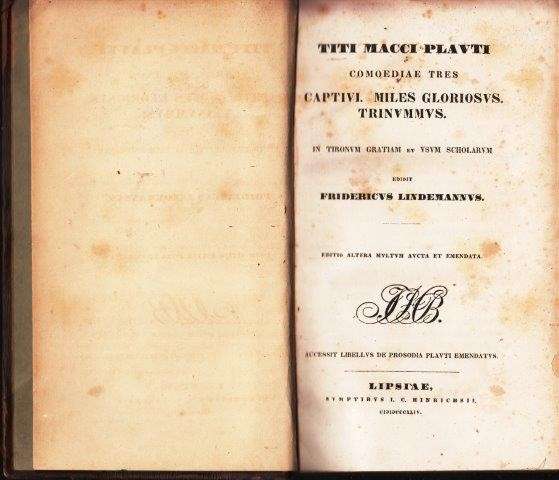 TITI MACCI PLAVTI
COMOEDIAE TRES
CAPTIVI. MILES GLORIOSVS.
TRINVMMVS.
IN TIRONVM GRATIAM ET VSVM SCHOLARVM
EDIDIT
FRIDERICVS LINDEMANNVS.
EDITIO ALTERA MVLTVM AVCTA ET EMENDATA
ACCESSIT LIBELLVS DE PROSODIA PLAVTI EMENDATVS.
LIPSIAE,
SVMPTIBVS I. C. HINRICHSII